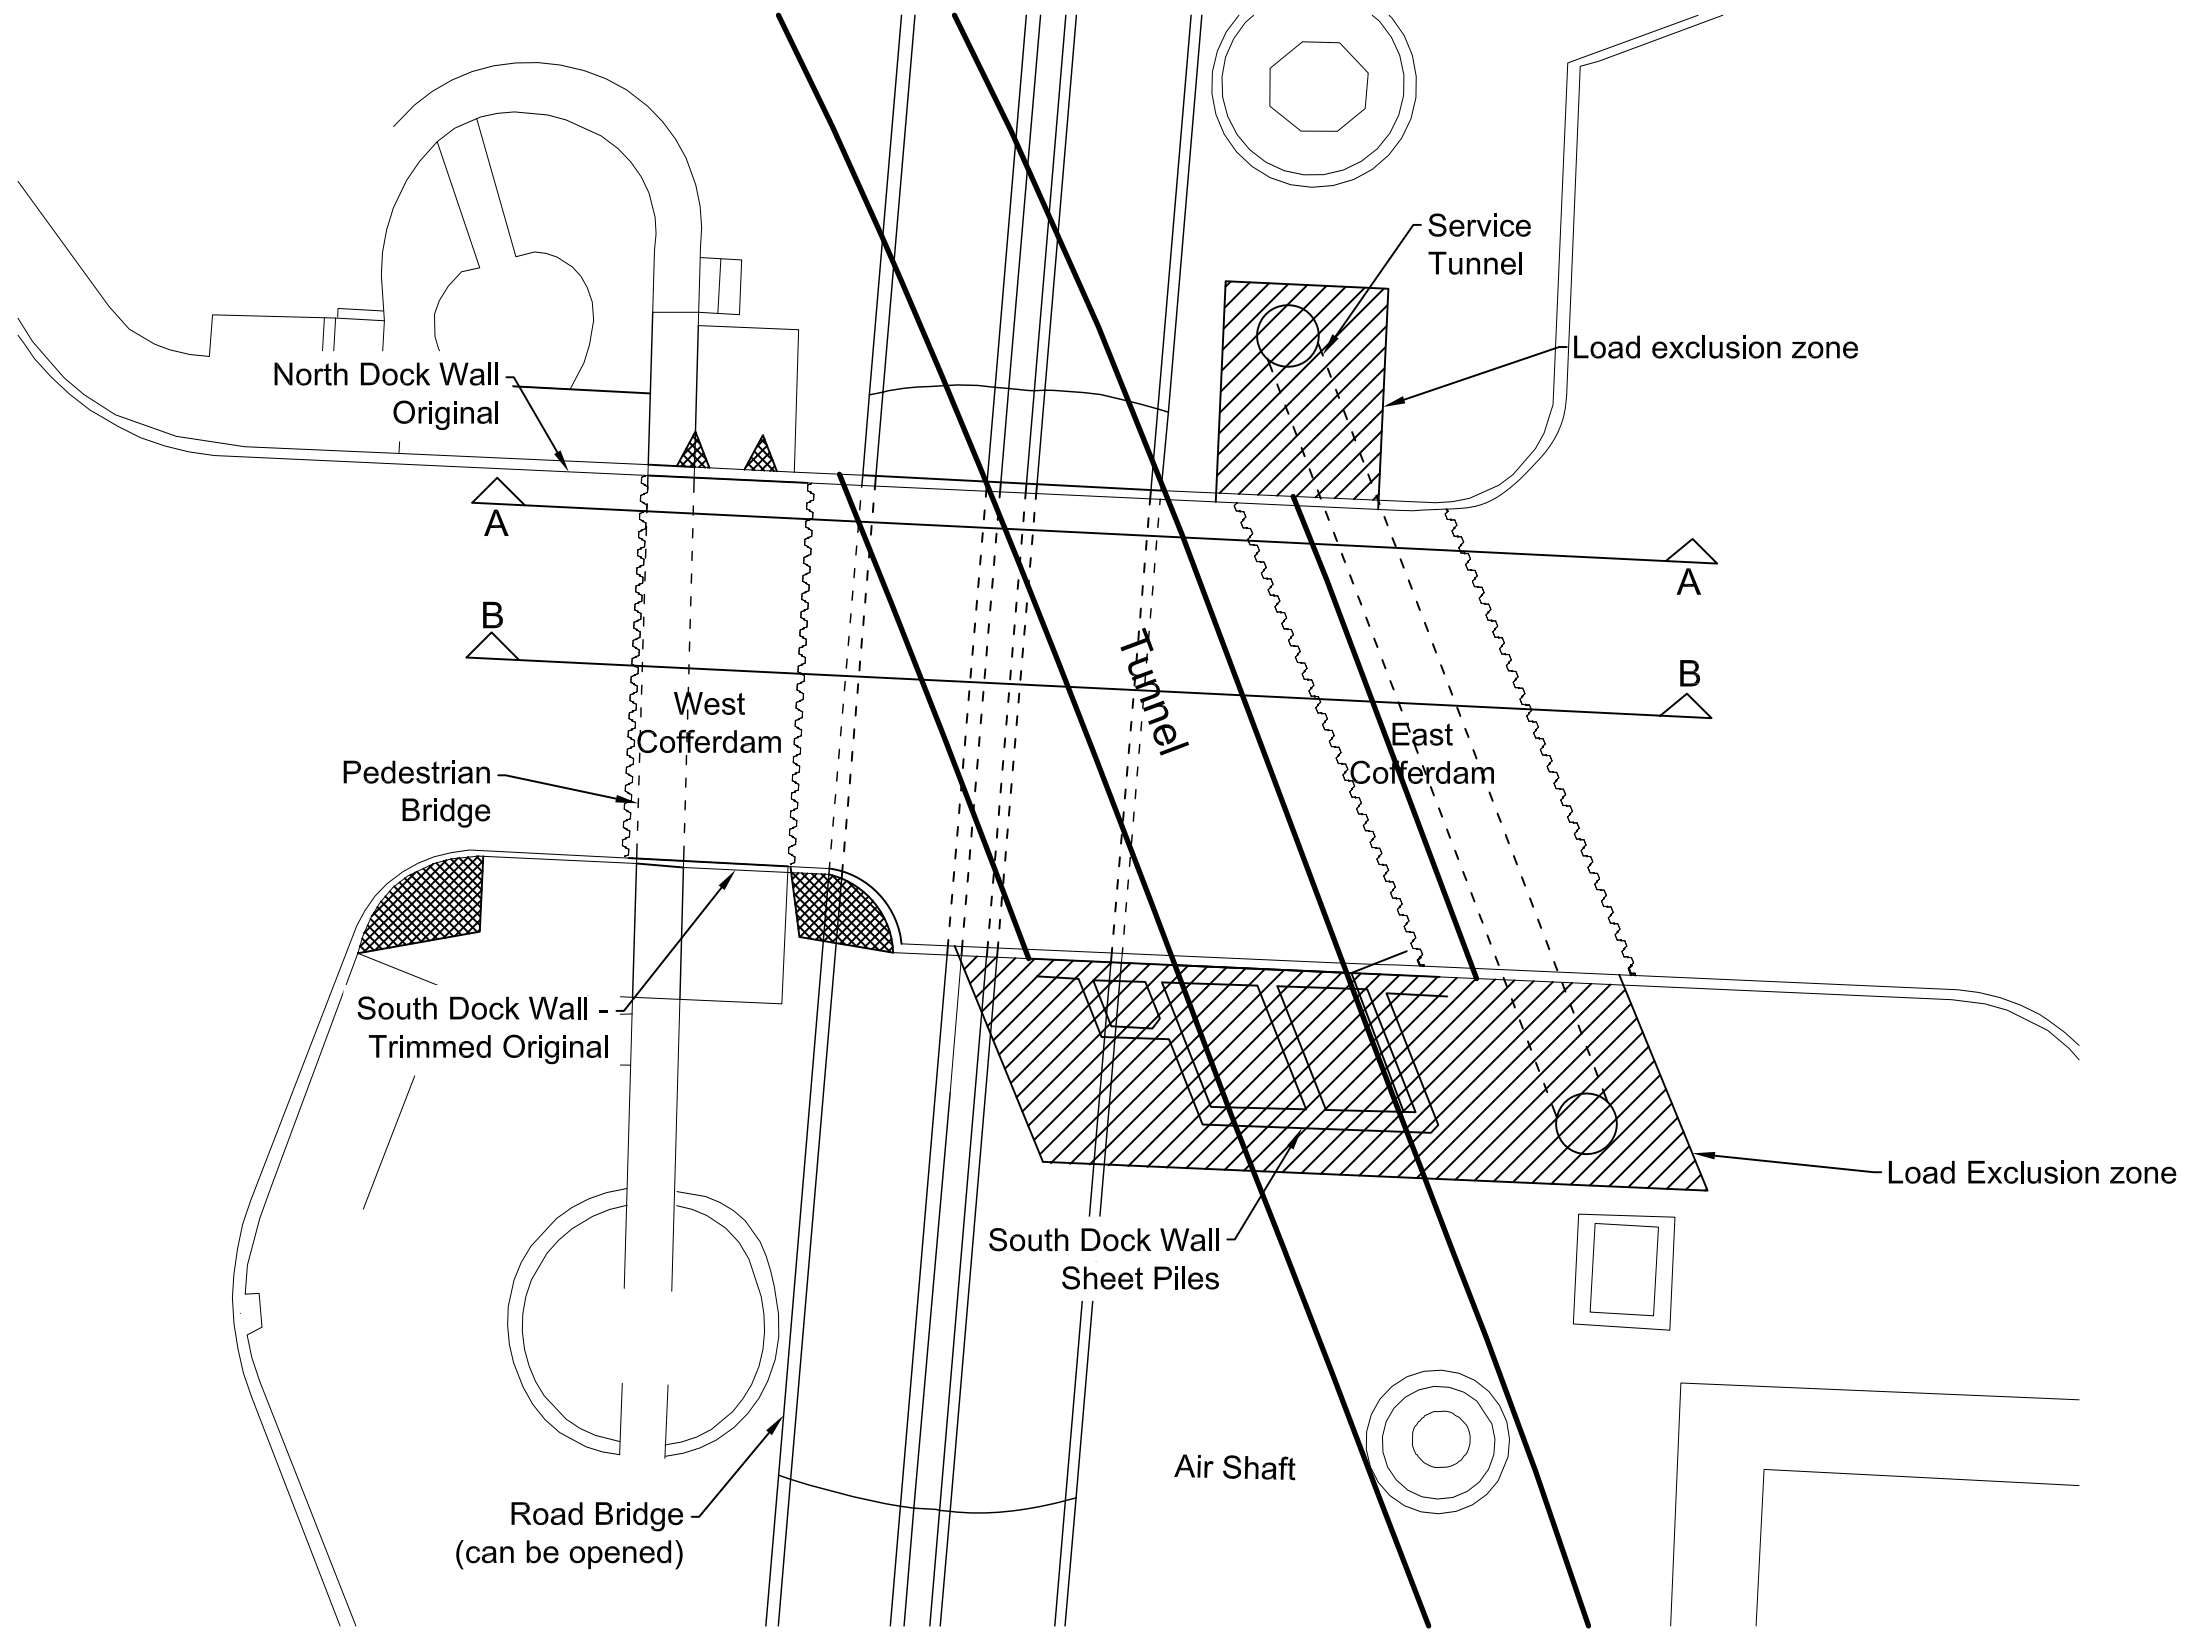 Service
Tunnel
Load exclusion zone
North Dock Wall
Original
A
A
B
B
Tunnel
West
Cofferdam
East
Cofferdam
Pedestrian
Bridge
South Dock Wall -
Trimmed Original
Load Exclusion zone
South Dock Wall
Sheet Piles
Air Shaft
Road Bridge
(can be opened)